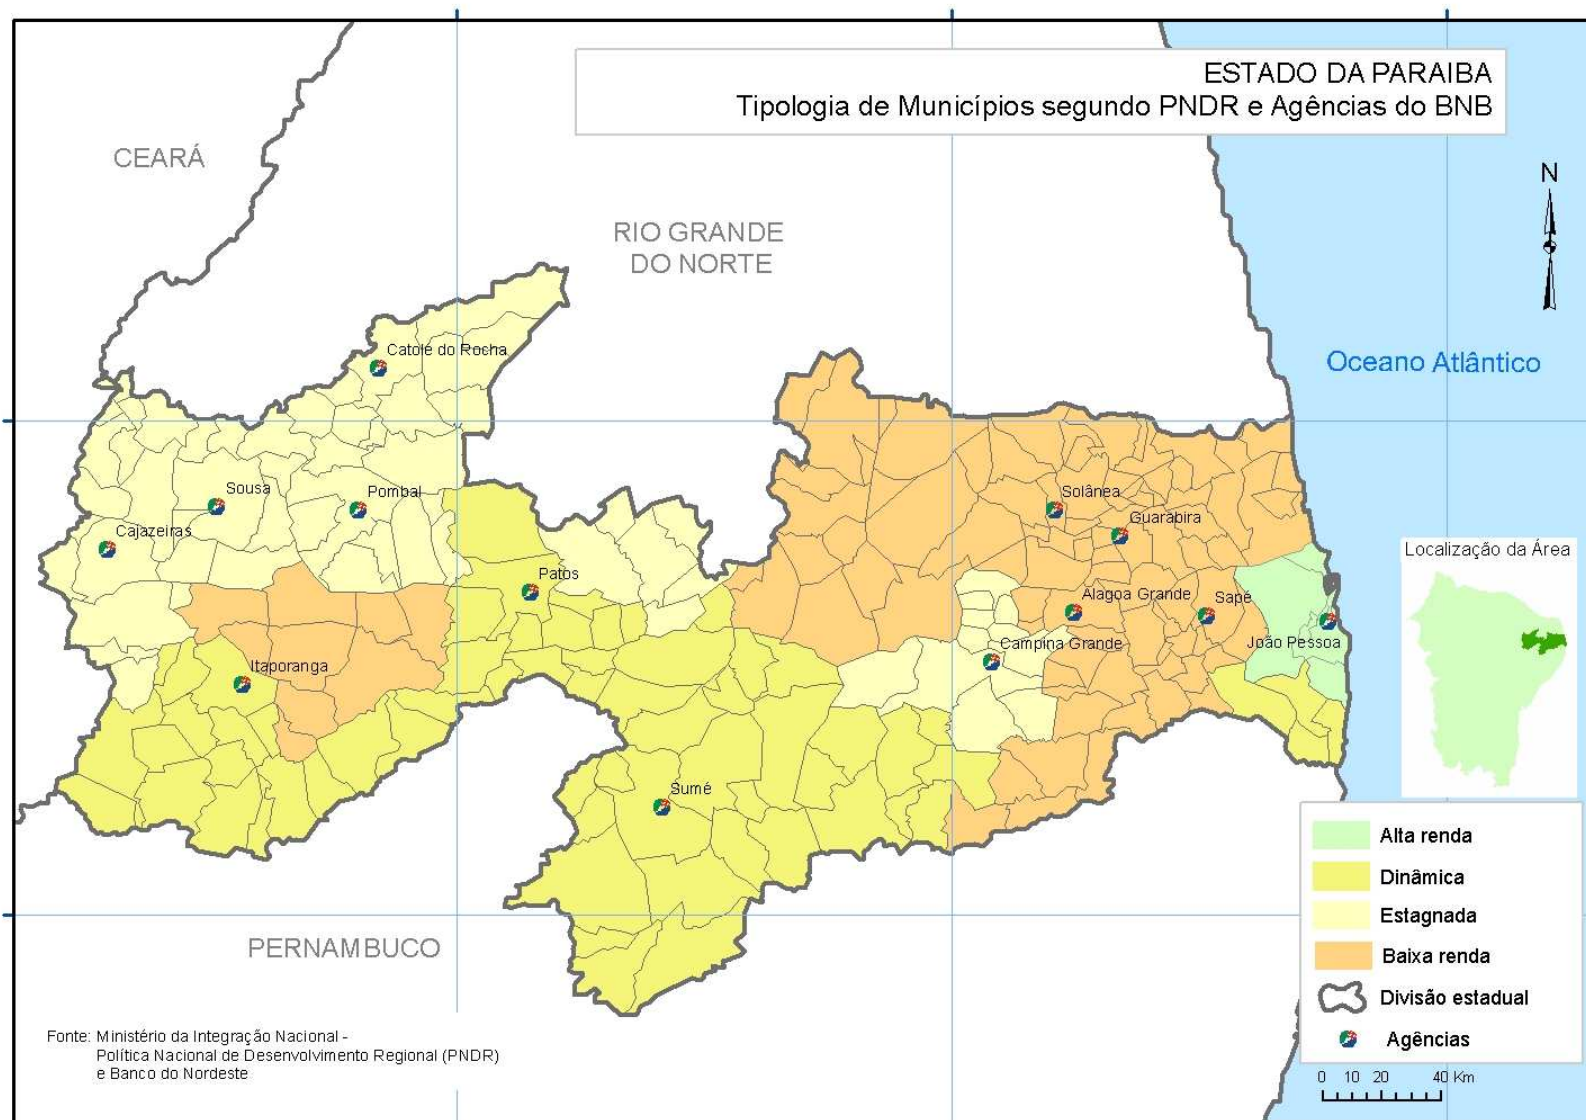 ESTADO DA PARAIBA
Tipologia de Municípios segundo PNDR e Agências do BNB
CEARÁ
N
RIO GRANDE
DO NORTE
Oceano Atlântico
Catolé do Rocha
Sousa
Pombal
Solânea
Guarabira
Cajazeiras
Localização da Área
Patos
Alagoa Grande
Sapé
Campina Grande
João Pessoa
Itaporanga
Sumé
Alta renda
Dinâmica
Estagnada
PERNAMBUCO
Baixa renda
Divisão estadual
Agências
Fonte: Ministério da Integração Nacional -
Política Nacional de Desenvolvimento Regional (PNDR)
e Banco do Nordeste
0 10 20 40 Km